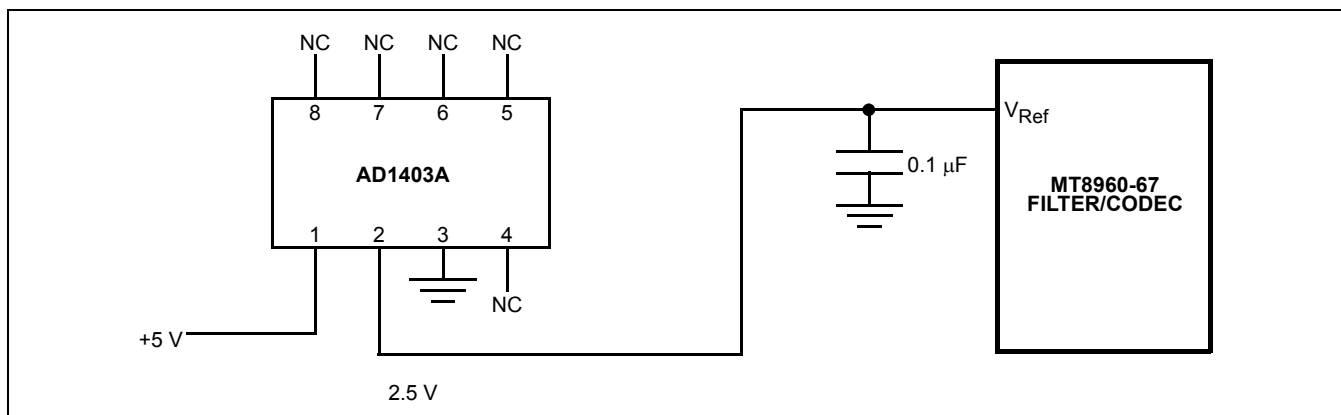 NC NC NC NC
8 7 6 5
AD1403A
1 2 3 4
NC
+5 V
2.5 V
0.1 μF
VRef
MT8960-67
FILTER/CODEC